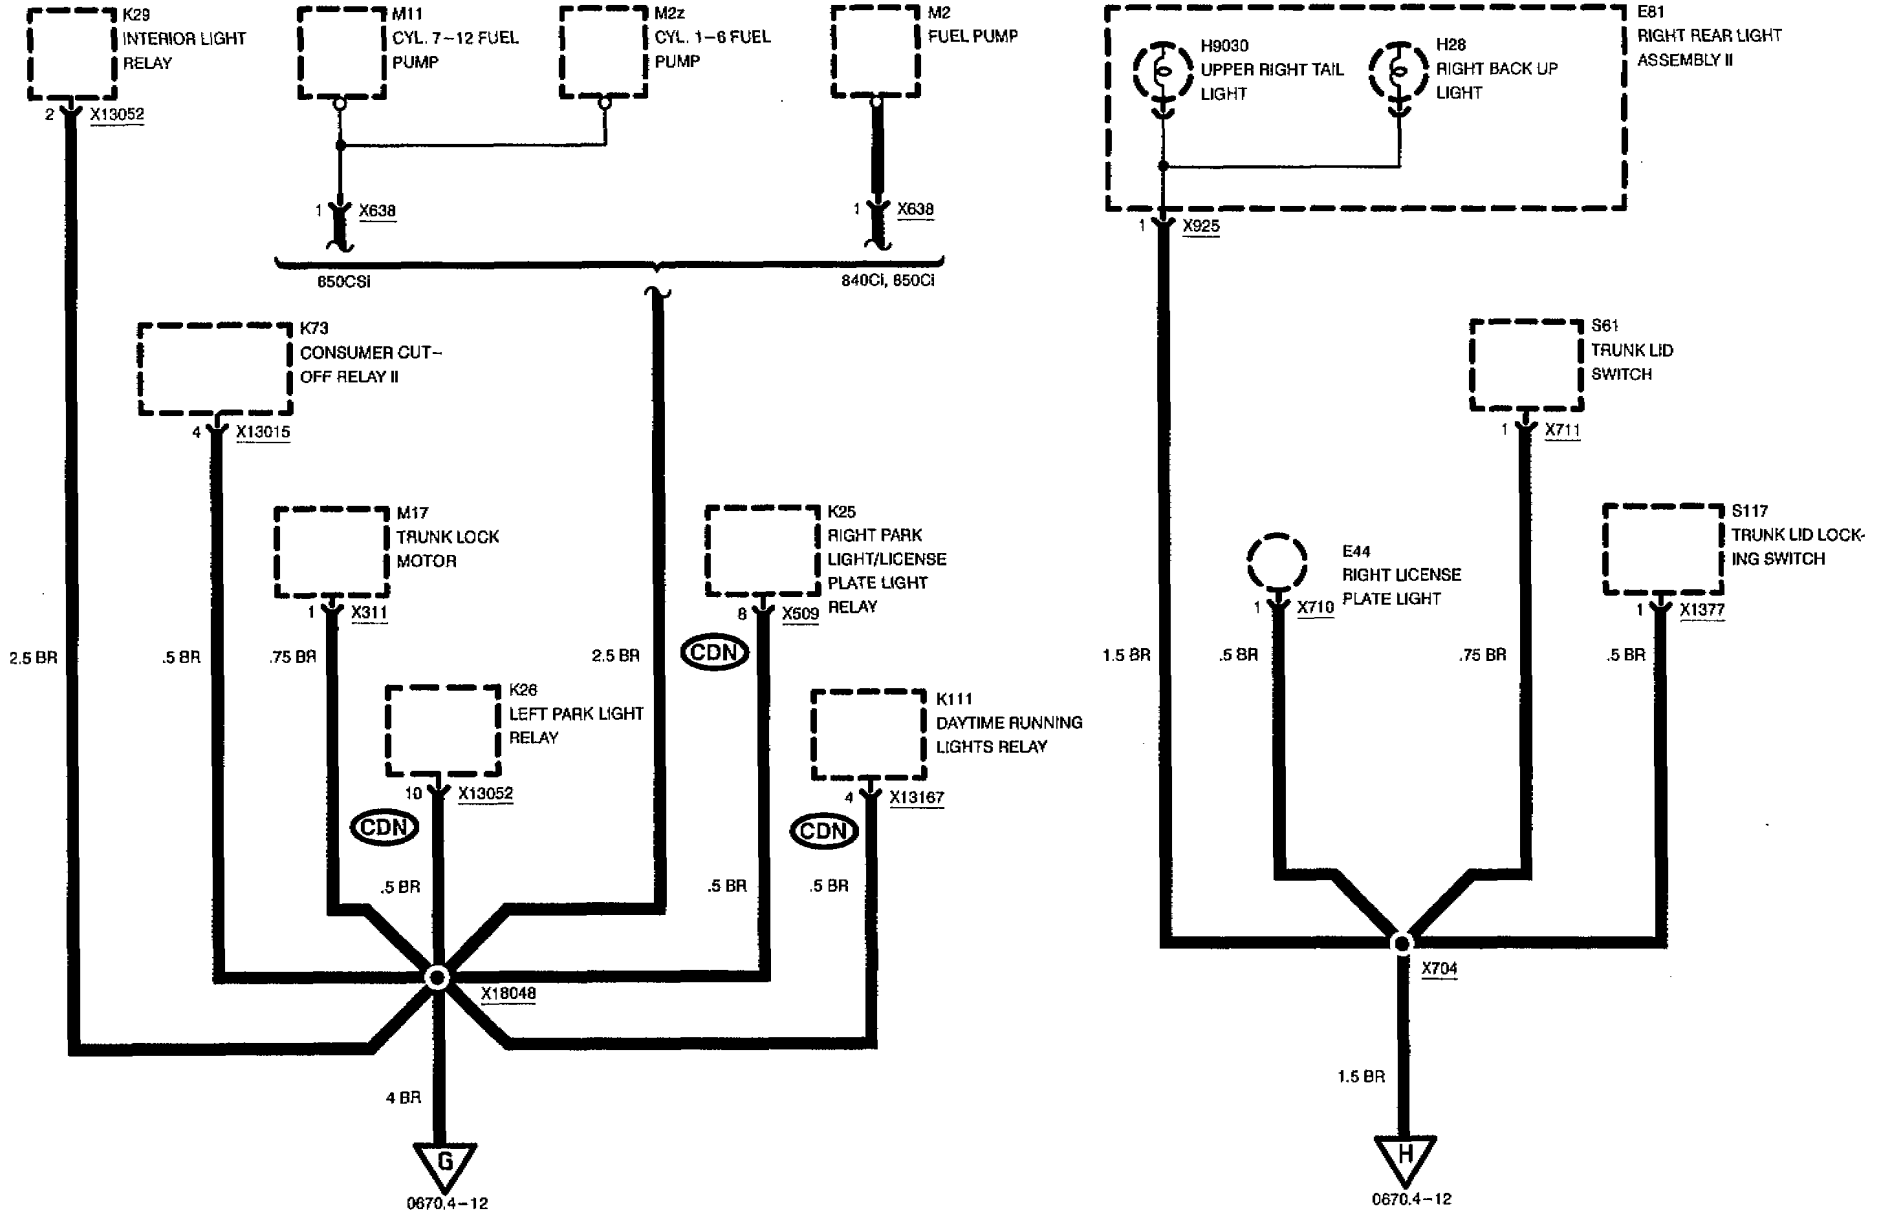 K29
INTERIOR LIGHT
RELAY
2
X13052
M11
CYL. 7-12 FUEL
PUMP
M2z
CYL. 1-6 FUEL
PUMP
M2
FUEL PUMP
1
X638
1
X638
850CSi
840Ci, 850Ci
E81
RIGHT REAR LIGHT
ASSEMBLY II
H9030
UPPER RIGHT TAIL
LIGHT
H28
RIGHT BACK UP
LIGHT
1
X925
K73
CONSUMER CUT-
OFF RELAY II
4
X13015
M17
TRUNK LOCK
MOTOR
1
X311
K25
RIGHT PARK
LIGHT/LICENSE
PLATE LIGHT
RELAY
8
X509
CDN
2.5 BR
.5 BR
.75 BR
2.5 BR
K26
LEFT PARK LIGHT
RELAY
10
X13052
CDN
K111
DAYTIME RUNNING
LIGHTS RELAY
4
X13167
CDN
.5 BR
.5 BR
.5 BR
X18048
4 BR
G
0670.4-12
S61
TRUNK LID
SWITCH
1
X711
E44
RIGHT LICENSE
PLATE LIGHT
1
X710
S117
TRUNK LID LOCK-
ING SWITCH
1
X1377
1.5 BR
.5 BR
.75 BR
.5 BR
X704
1.5 BR
H
0670.4-12